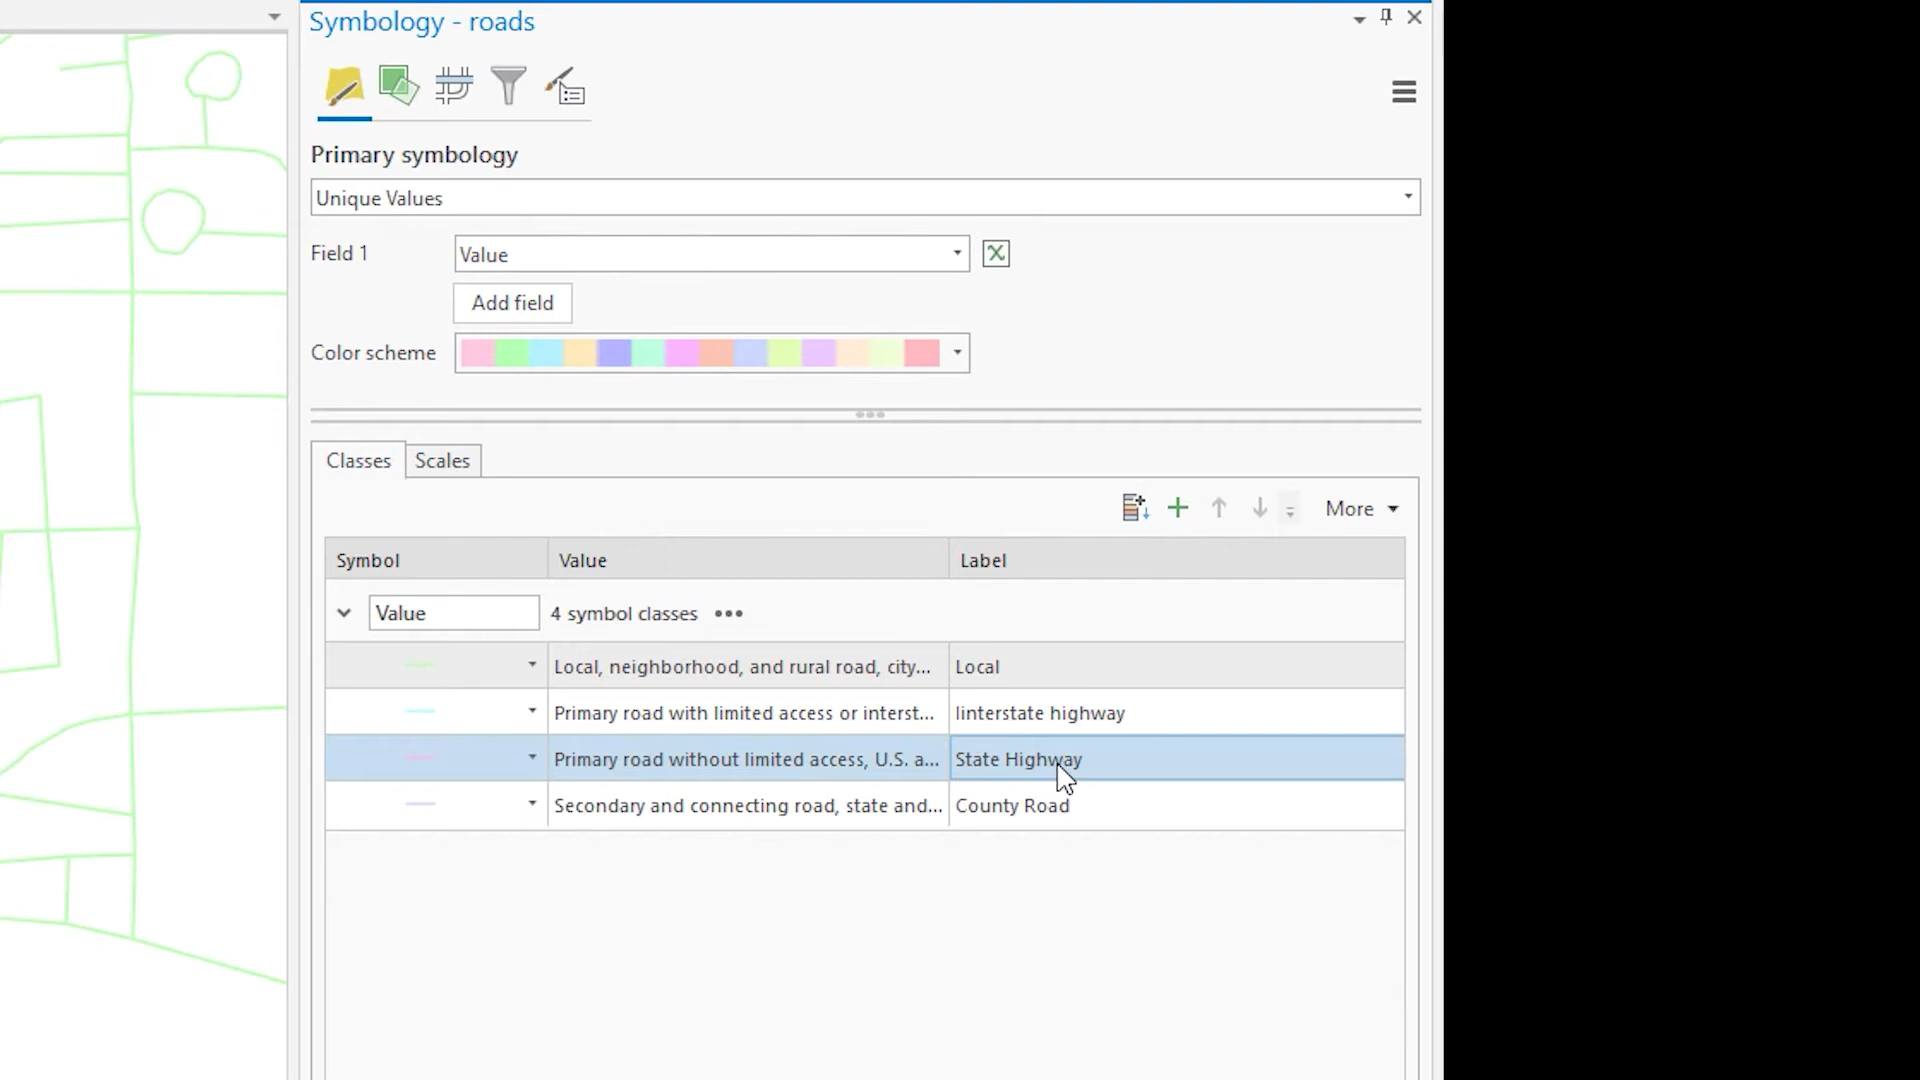 Symbology - roads
Primary symbology
Unique Values
Field 1
Value
Add field
Color scheme
Classes
Scales
More
Symbol
Value
Label
Value
4 symbol classes
Local, neighborhood, and rural road, city...
Local
Primary road with limited access or interst...
Iinterstate highway
Primary road without limited access, U.S. a...
State Highway
Secondary and connecting road, state and...
County Road